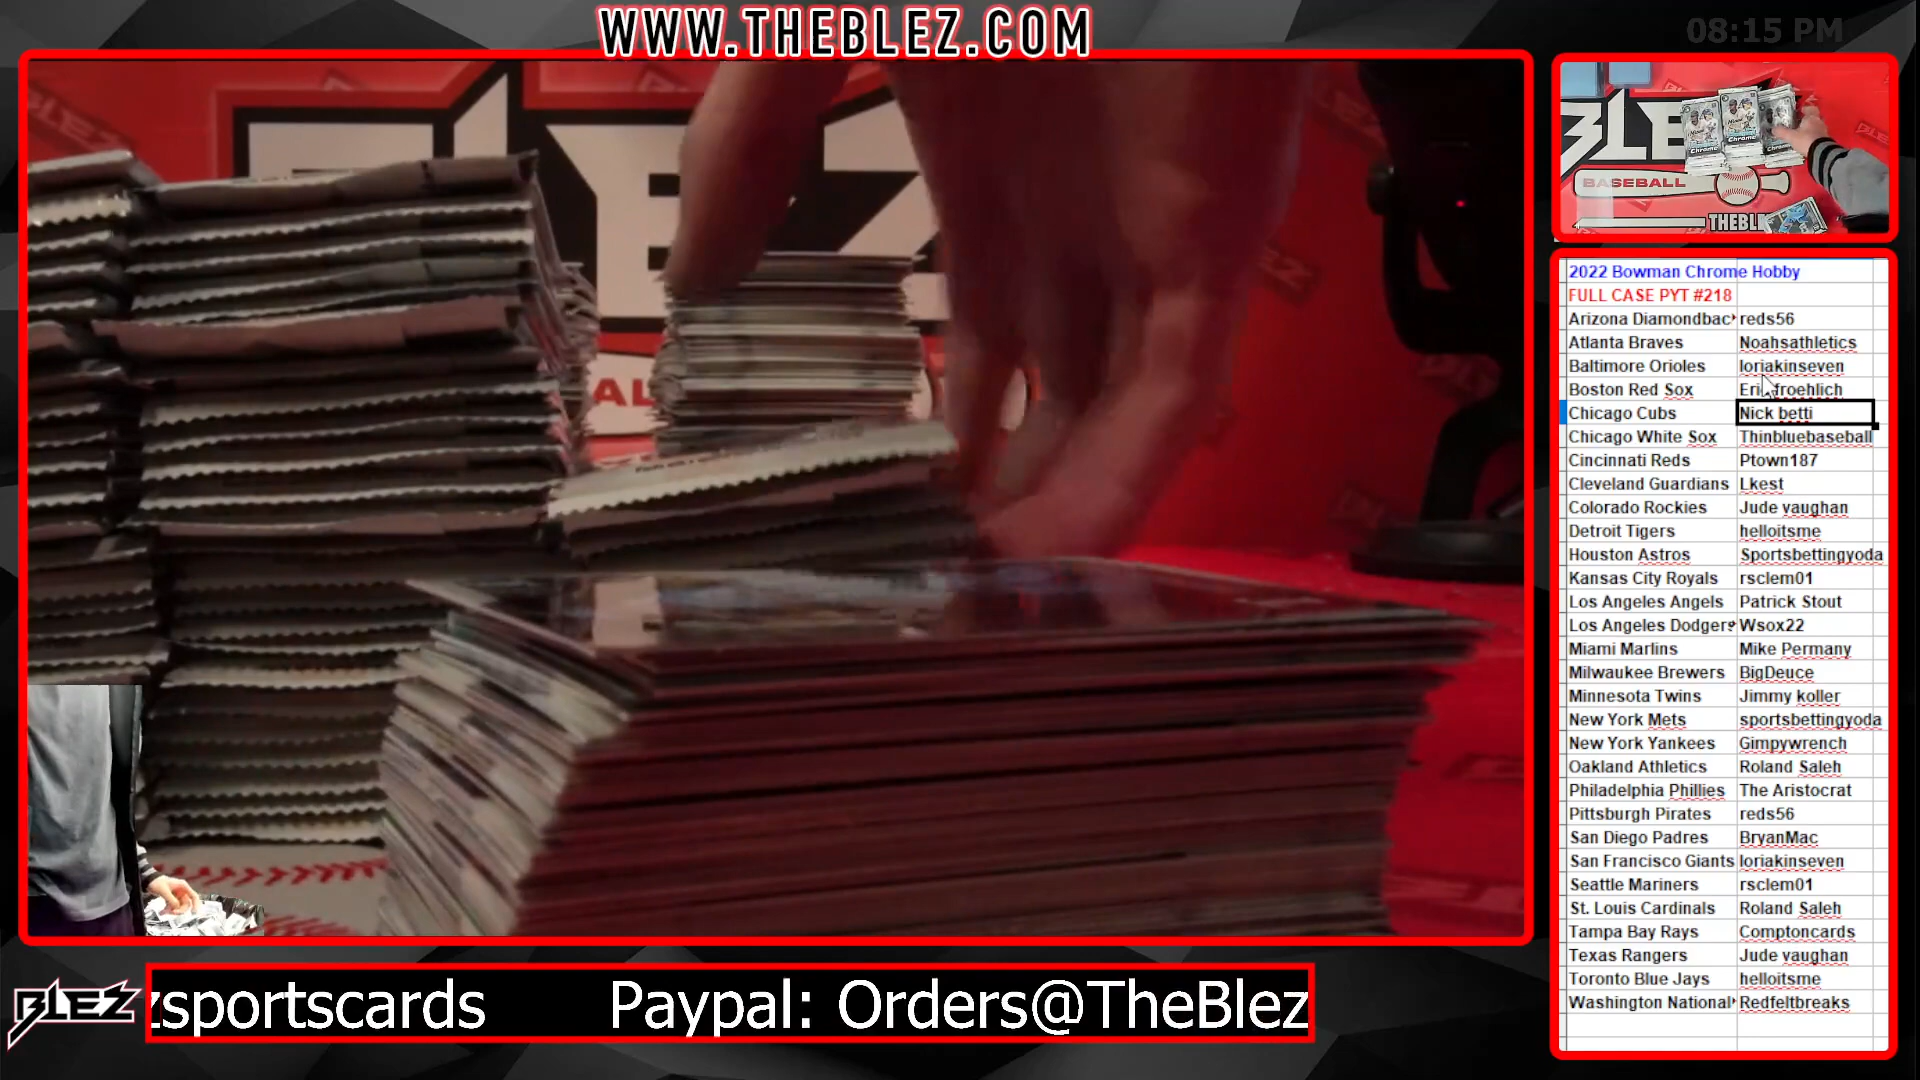 WWW.THEBLEZ.COM
08:15 PM
BLEZ
BASEBALL
THEBL
2022 Bowman Chrome Hobby
FULL CASE PYT #218
Arizona Diamondbac reds56
Atlanta Braves Noahsathletics
Baltimore Orioles loriakinseven
Boston Red Sox Eric froehlich
Chicago Cubs Nick betti
Chicago White Sox Thinbluebaseball
Cincinnati Reds Ptown187
Cleveland Guardians Lkest
Colorado Rockies Jude vaughan
Detroit Tigers helloitsme
Houston Astros Sportsbettingyoda
Kansas City Royals rsclem01
Los Angeles Angels Patrick Stout
Los Angeles Dodgers Wsox22
Miami Marlins Mike Permany
Milwaukee Brewers BigDeuce
Minnesota Twins Jimmy koller
New York Mets sportsbettingyoda
New York Yankees Gimpywrench
Oakland Athletics Roland Saleh
Philadelphia Phillies The Aristocrat
Pittsburgh Pirates reds56
San Diego Padres BryanMac
San Francisco Giants loriakinseven
Seattle Mariners rsclem01
St. Louis Cardinals Roland Saleh
Tampa Bay Rays Comptoncards
Texas Rangers Jude vaughan
Toronto Blue Jays helloitsme
Washington National Redfeltbreaks
BLEZ
zsportscards Paypal: Orders@TheBlez